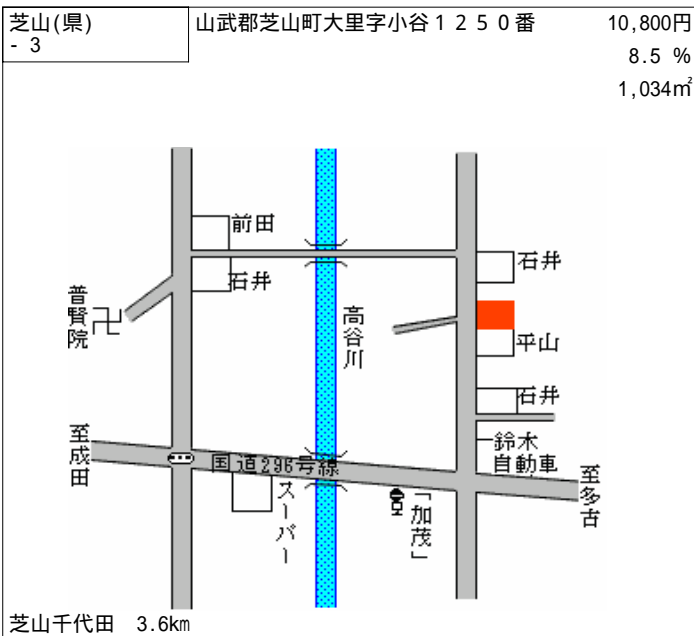 芝山(県)
- 3
山武郡芝山町大里字小谷１２５０番
10,800円
8.5 %
1,034㎡
前田
石井
石井
普賢院
高谷川
平山
石井
至成田
鈴木
自動車
国道296号線
至多古
スーパー
「加茂」
芝山千代田 3.6km